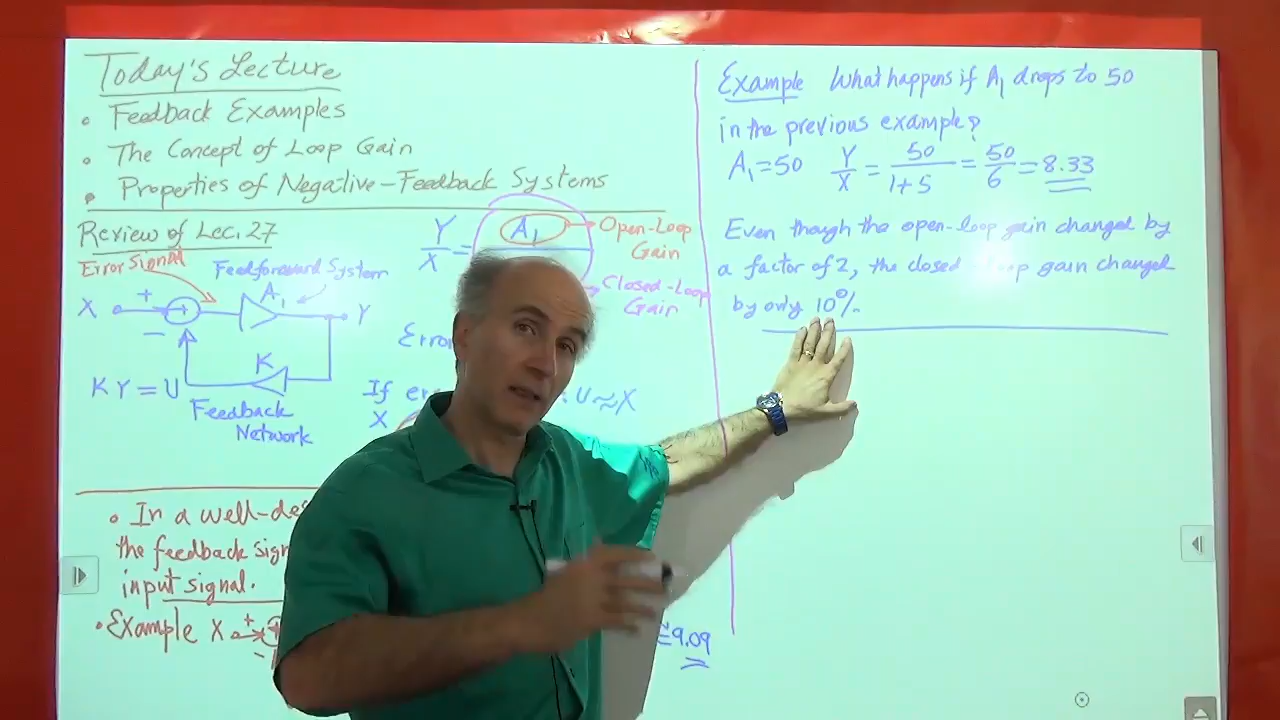 Today's Lecture
• Feedback Examples
• The Concept of Loop Gain
• Properties of Negative-Feedback Systems
Review of Lec. 27
Error Signal
Feedforward System
X + − + A1 Y
K
KY = U
Feedback
Network
Y/X = A1
Open-Loop
Gain
Closed-Loop
Gain
If U ≈ X
X
• In a well-
the feedback
input signal.
• Example X + −
≅ 9.09
Example What happens if A1 drops to 50
in the previous example?
A1 = 50 Y/X = 50/(1+5) = 50/6 = 8.33
Even though the open-loop gain changed by
a factor of 2, the closed-loop gain changed
by only 10%.